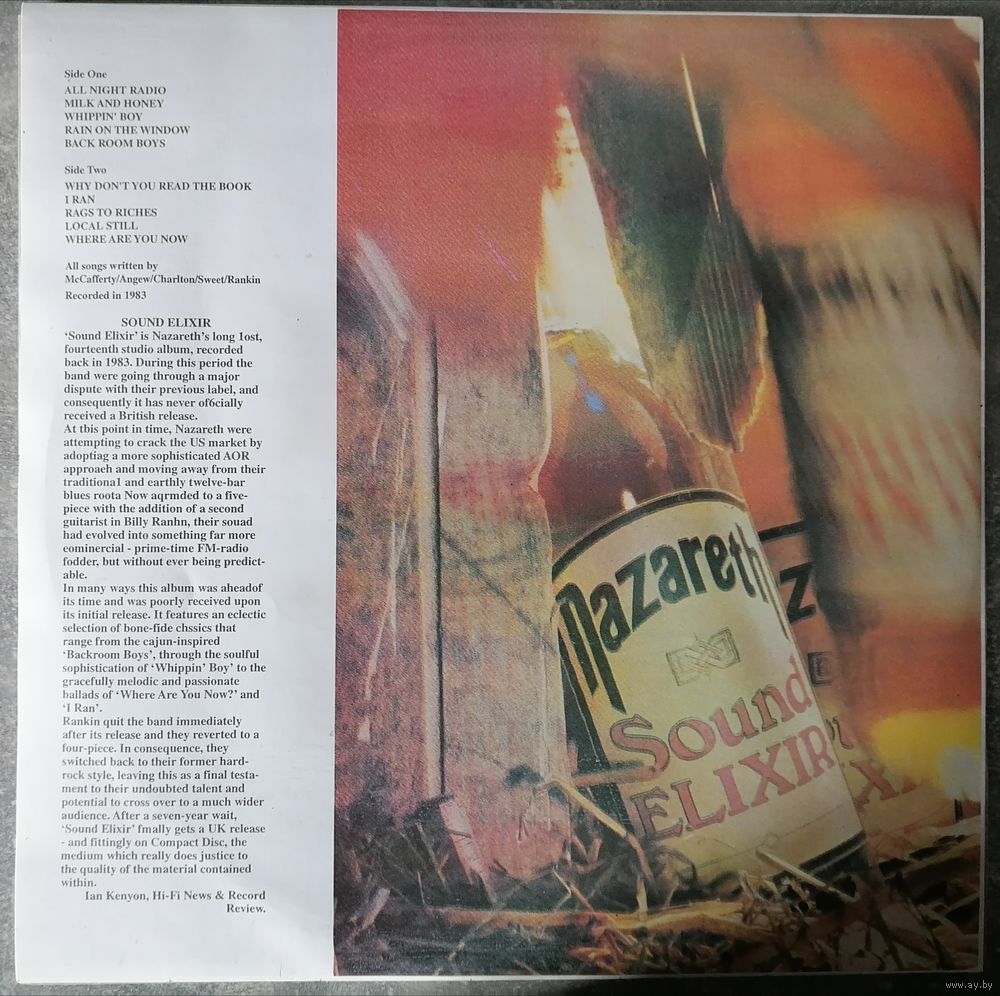 Side One
ALL NIGHT RADIO
MILK AND HONEY
WHIPPIN' BOY
RAIN ON THE WINDOW
BACK ROOM BOYS
Side Two
WHY DON'T YOU READ THE BOOK
I RAN
RAGS TO RICHES
LOCAL STILL
WHERE ARE YOU NOW
All songs written by
McCafferty/Angew/Charlton/Sweet/Rankin
Recorded in 1983
SOUND ELIXIR
‘Sound Elixir’ is Nazareth's long 1ost,
fourteenth studio album, recorded
back in 1983. During this period the
band were going through a major
dispute with their previous label, and
consequently it has never of6cially
received a British release.
At this point in time, Nazareth were
attempting to crack the US market by
adoptiag a more sophisticated AOR
approaeh and moving away from their
traditiona1 and earthly twelve-bar
blues roota Now aqrmded to a five-
piece with the addition of a second
guitarist in Billy Ranhn, their souad
had evolved into something far more
eominercial - prime-time FM-radio
fodder, but without ever being predict-
able.
In many ways this album was aheadof
its time and was poorly received upon
its initial release. It features an eclectic
selection of bone-fide chssics that
range from the cajun-inspired
‘Backroom Boys’, through the soulful
sophistication of ‘Whippin’ Boy’ to the
gracefully melodic and passionate
ballads of ‘Where Are You Now?’ and
‘I Ran’.
Rankin quit the band immediately
after its release and they reverted to a
four-piece. In consequence, they
switched back to their former hard-
rock style, leaving this as a final testa-
ment to their undoubted talent and
potential to cross over to a much wider
audience. After a seven-year wait,
‘Sound Elixir’ fmally gets a UK release
- and fittingly on Compact Disc, the
medium which really does justice to
the quality of the material contained
within.
Ian Kenyon, Hi-Fi News & Record
Review.
Nazareth
Sound
ELIXIR
www.ay.by